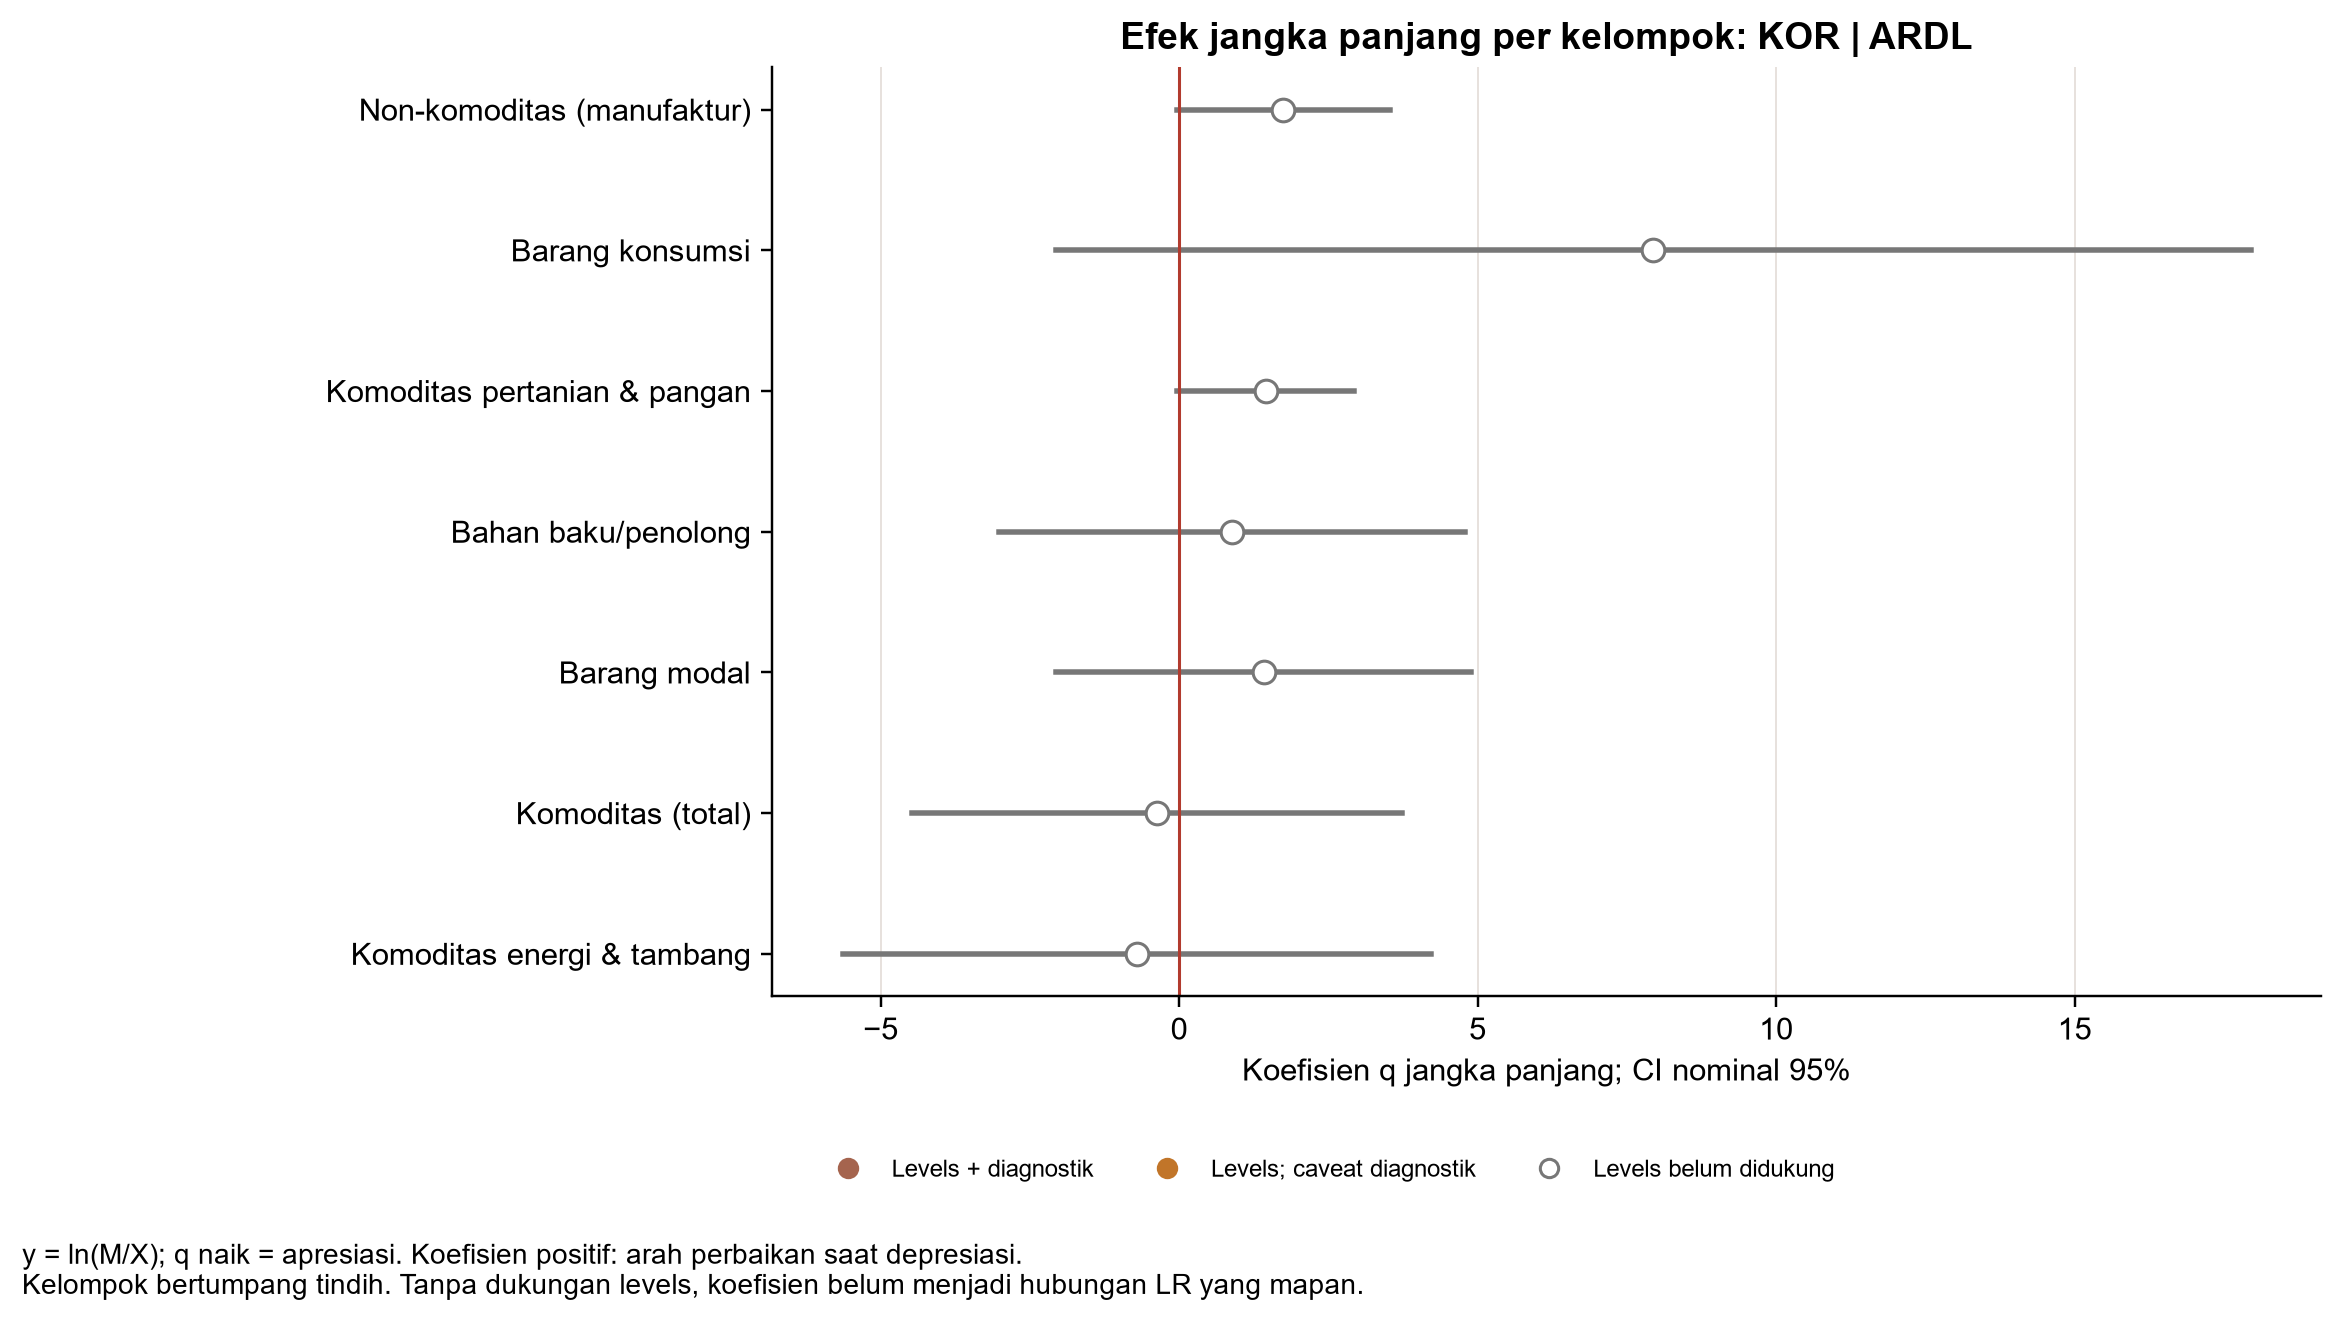 Efek jangka panjang per kelompok: KOR | ARDL
Non-komoditas (manufaktur)
Barang konsumsi
Komoditas pertanian & pangan
Bahan baku/penolong
Barang modal
Komoditas (total)
Komoditas energi & tambang
−5 0 5 10 15
Koefisien q jangka panjang; CI nominal 95%
Levels + diagnostik Levels; caveat diagnostik Levels belum didukung
y = ln(M/X); q naik = apresiasi. Koefisien positif: arah perbaikan saat depresiasi.
Kelompok bertumpang tindih. Tanpa dukungan levels, koefisien belum menjadi hubungan LR yang mapan.